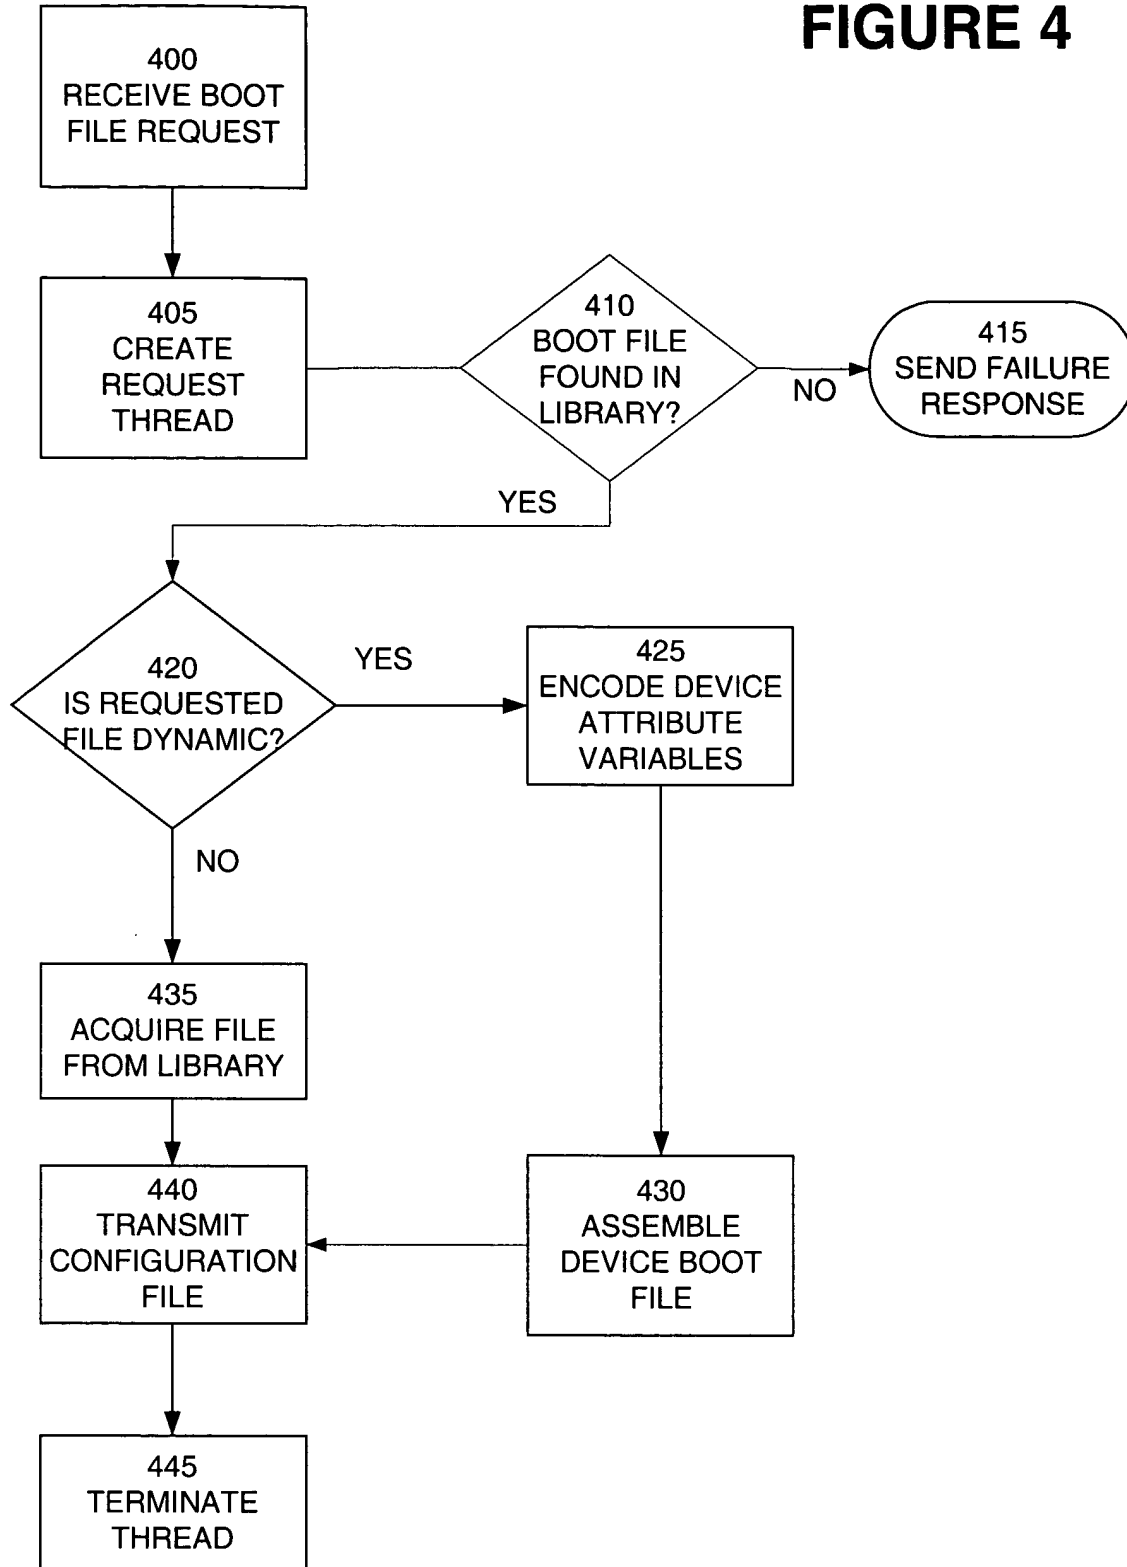 FIGURE 4
400
RECEIVE BOOT
FILE REQUEST
405
CREATE
REQUEST
THREAD
410
BOOT FILE
FOUND IN
LIBRARY?
NO
415
SEND FAILURE
RESPONSE
YES
420
IS REQUESTED
FILE DYNAMIC?
YES
425
ENCODE DEVICE
ATTRIBUTE
VARIABLES
NO
435
ACQUIRE FILE
FROM LIBRARY
440
TRANSMIT
CONFIGURATION
FILE
430
ASSEMBLE
DEVICE BOOT
FILE
445
TERMINATE
THREAD